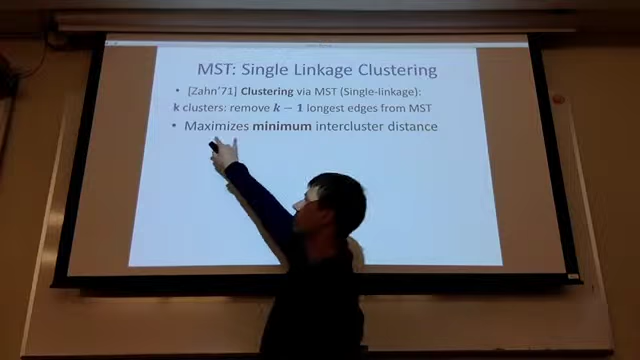 MST: Single Linkage Clustering
• [Zahn'71] Clustering via MST (Single-linkage):
k clusters: remove k − 1 longest edges from MST
• Maximizes minimum intercluster distance